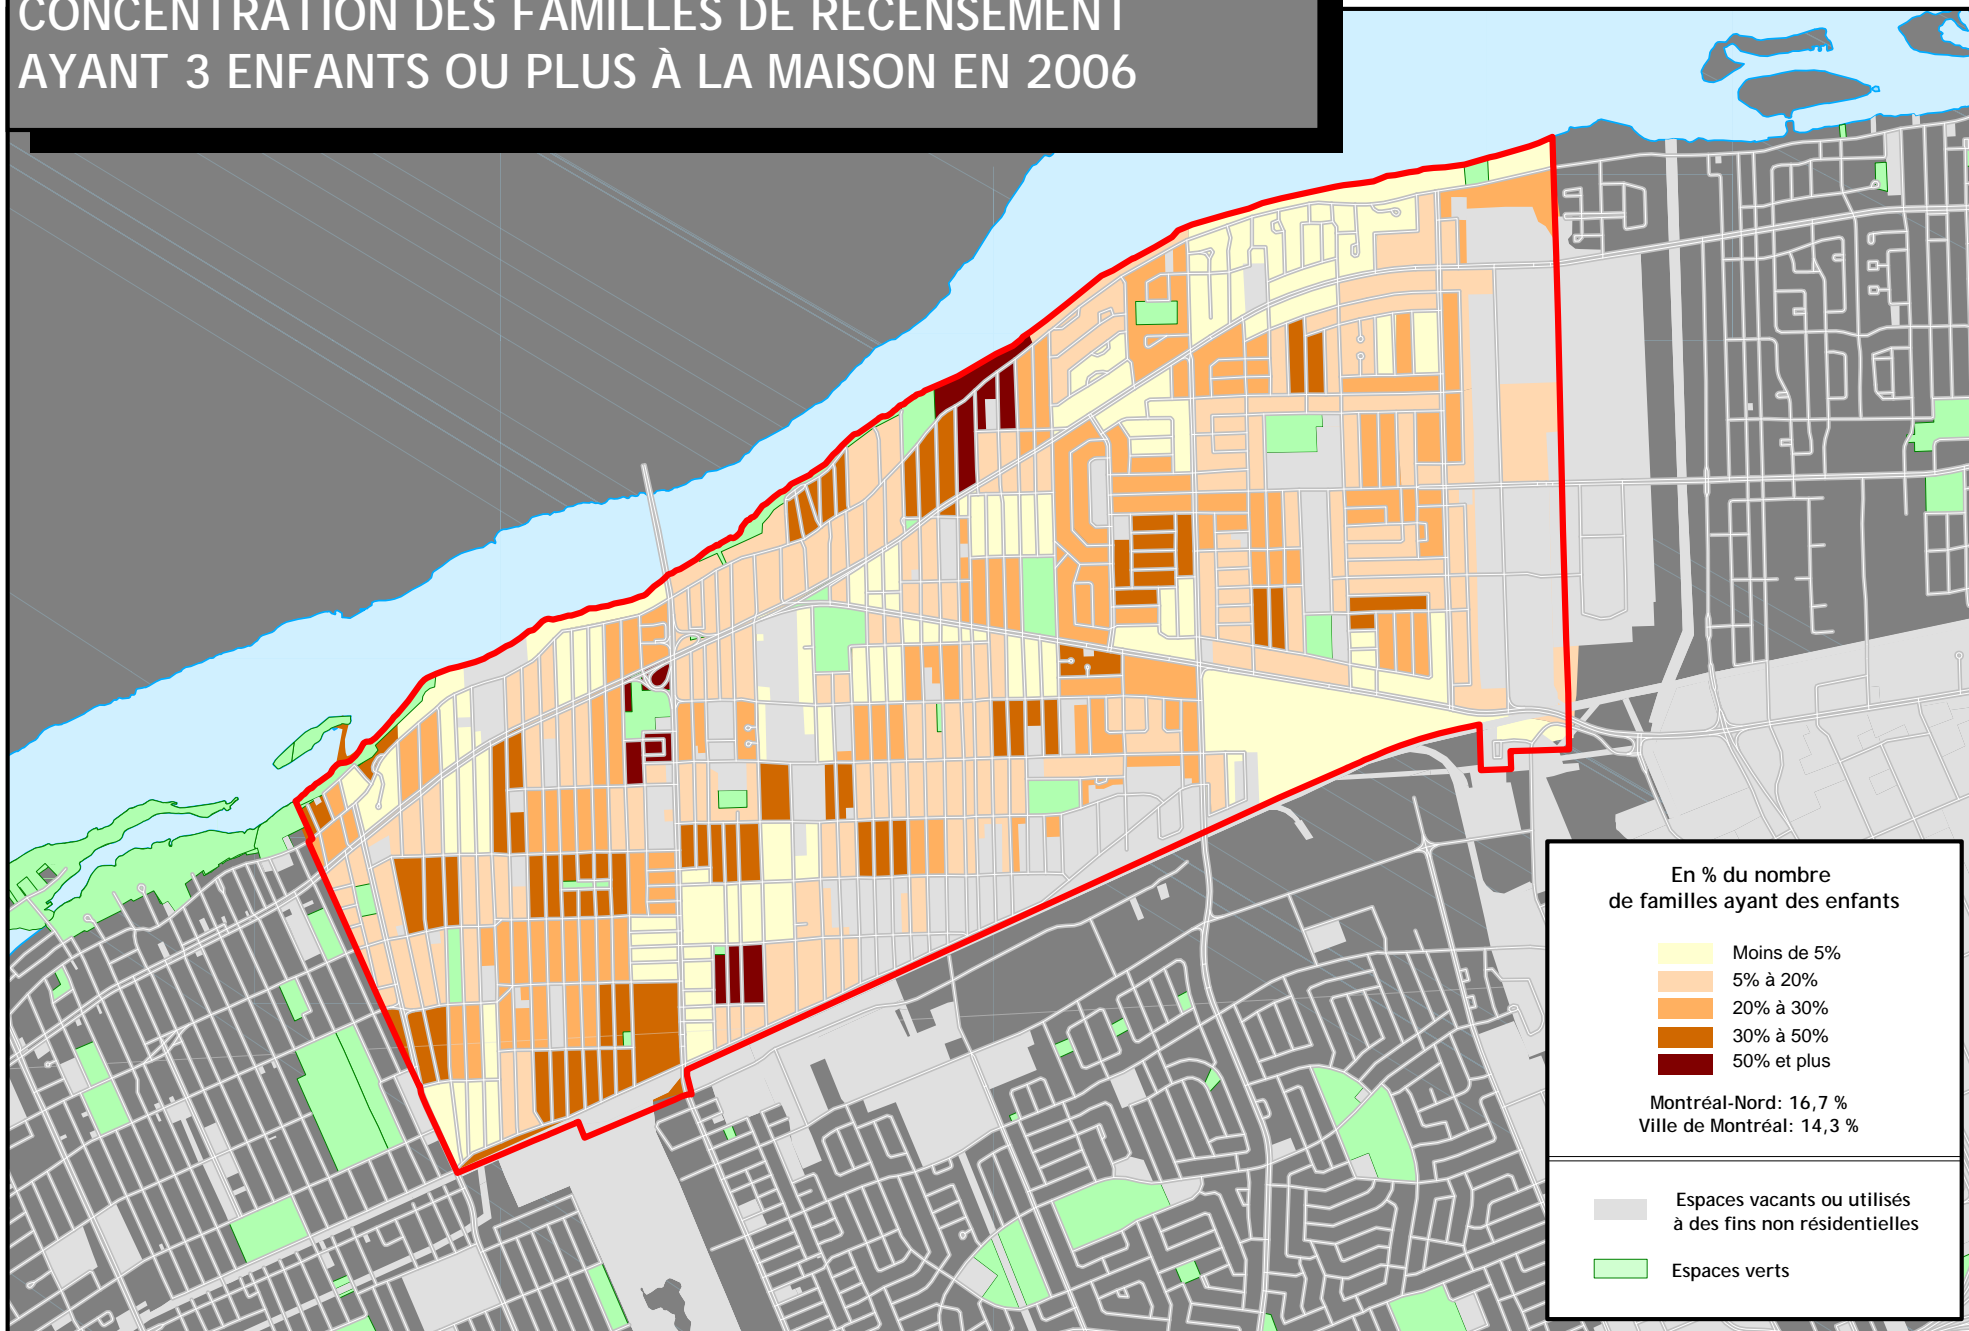 CONCENTRATION DES FAMILLES DE RECENSEMENT
AYANT 3 ENFANTS OU PLUS À LA MAISON EN 2006
En % du nombre
de familles ayant des enfants
Moins de 5%
5% à 20%
20% à 30%
30% à 50%
50% et plus
Montréal-Nord: 16,7 %
Ville de Montréal: 14,3 %
Espaces vacants ou utilisés
à des fins non résidentielles
Espaces verts